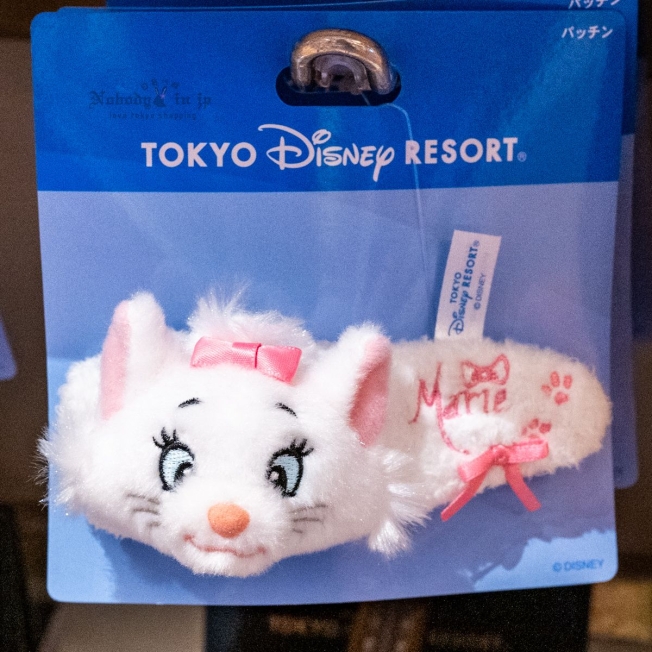 パッチン
パッチン
Nobody in jp
TOKYO DISNEY RESORT®
TOKYO
DISNEY
RESORT®
© DISNEY
Marie
© DISNEY